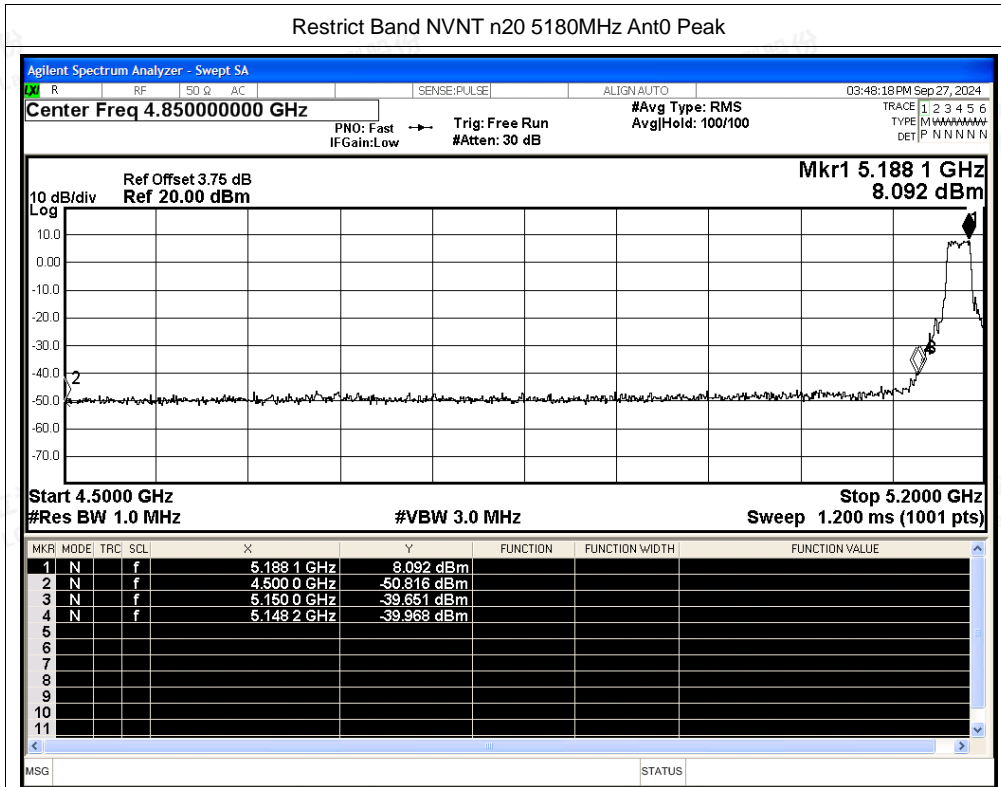 Restrict Band NVNT n20 5180MHz Ant0 Peak
Agilent Spectrum Analyzer - Swept SA
LXI R RF 50 Ω AC SENSE:PULSE ALIGN AUTO 03:48:18 PM Sep 27, 2024
Center Freq 4.850000000 GHz #Avg Type: RMS TRACE 1 2 3 4 5 6
PNO: Fast Trig: Free Run Avg|Hold: 100/100 TYPE M WWWWW
IFGain:Low #Atten: 30 dB DET P N N N N N
Mkr1 5.188 1 GHz
Ref Offset 3.75 dB
10 dB/div Ref 20.00 dBm 8.092 dBm
Log
1
10.0
0.00
-10.0
-20.0
-30.0
-40.0
2
-50.0
-60.0
-70.0
Start 4.5000 GHz Stop 5.2000 GHz
#Res BW 1.0 MHz #VBW 3.0 MHz Sweep 1.200 ms (1001 pts)
MKR MODE TRC SCL X Y FUNCTION FUNCTION WIDTH FUNCTION VALUE
1 N f 5.188 1 GHz 8.092 dBm
2 N f 4.500 0 GHz -50.816 dBm
3 N f 5.150 0 GHz -39.651 dBm
4 N f 5.148 2 GHz -39.968 dBm
5
6
7
8
9
10
11
MSG STATUS